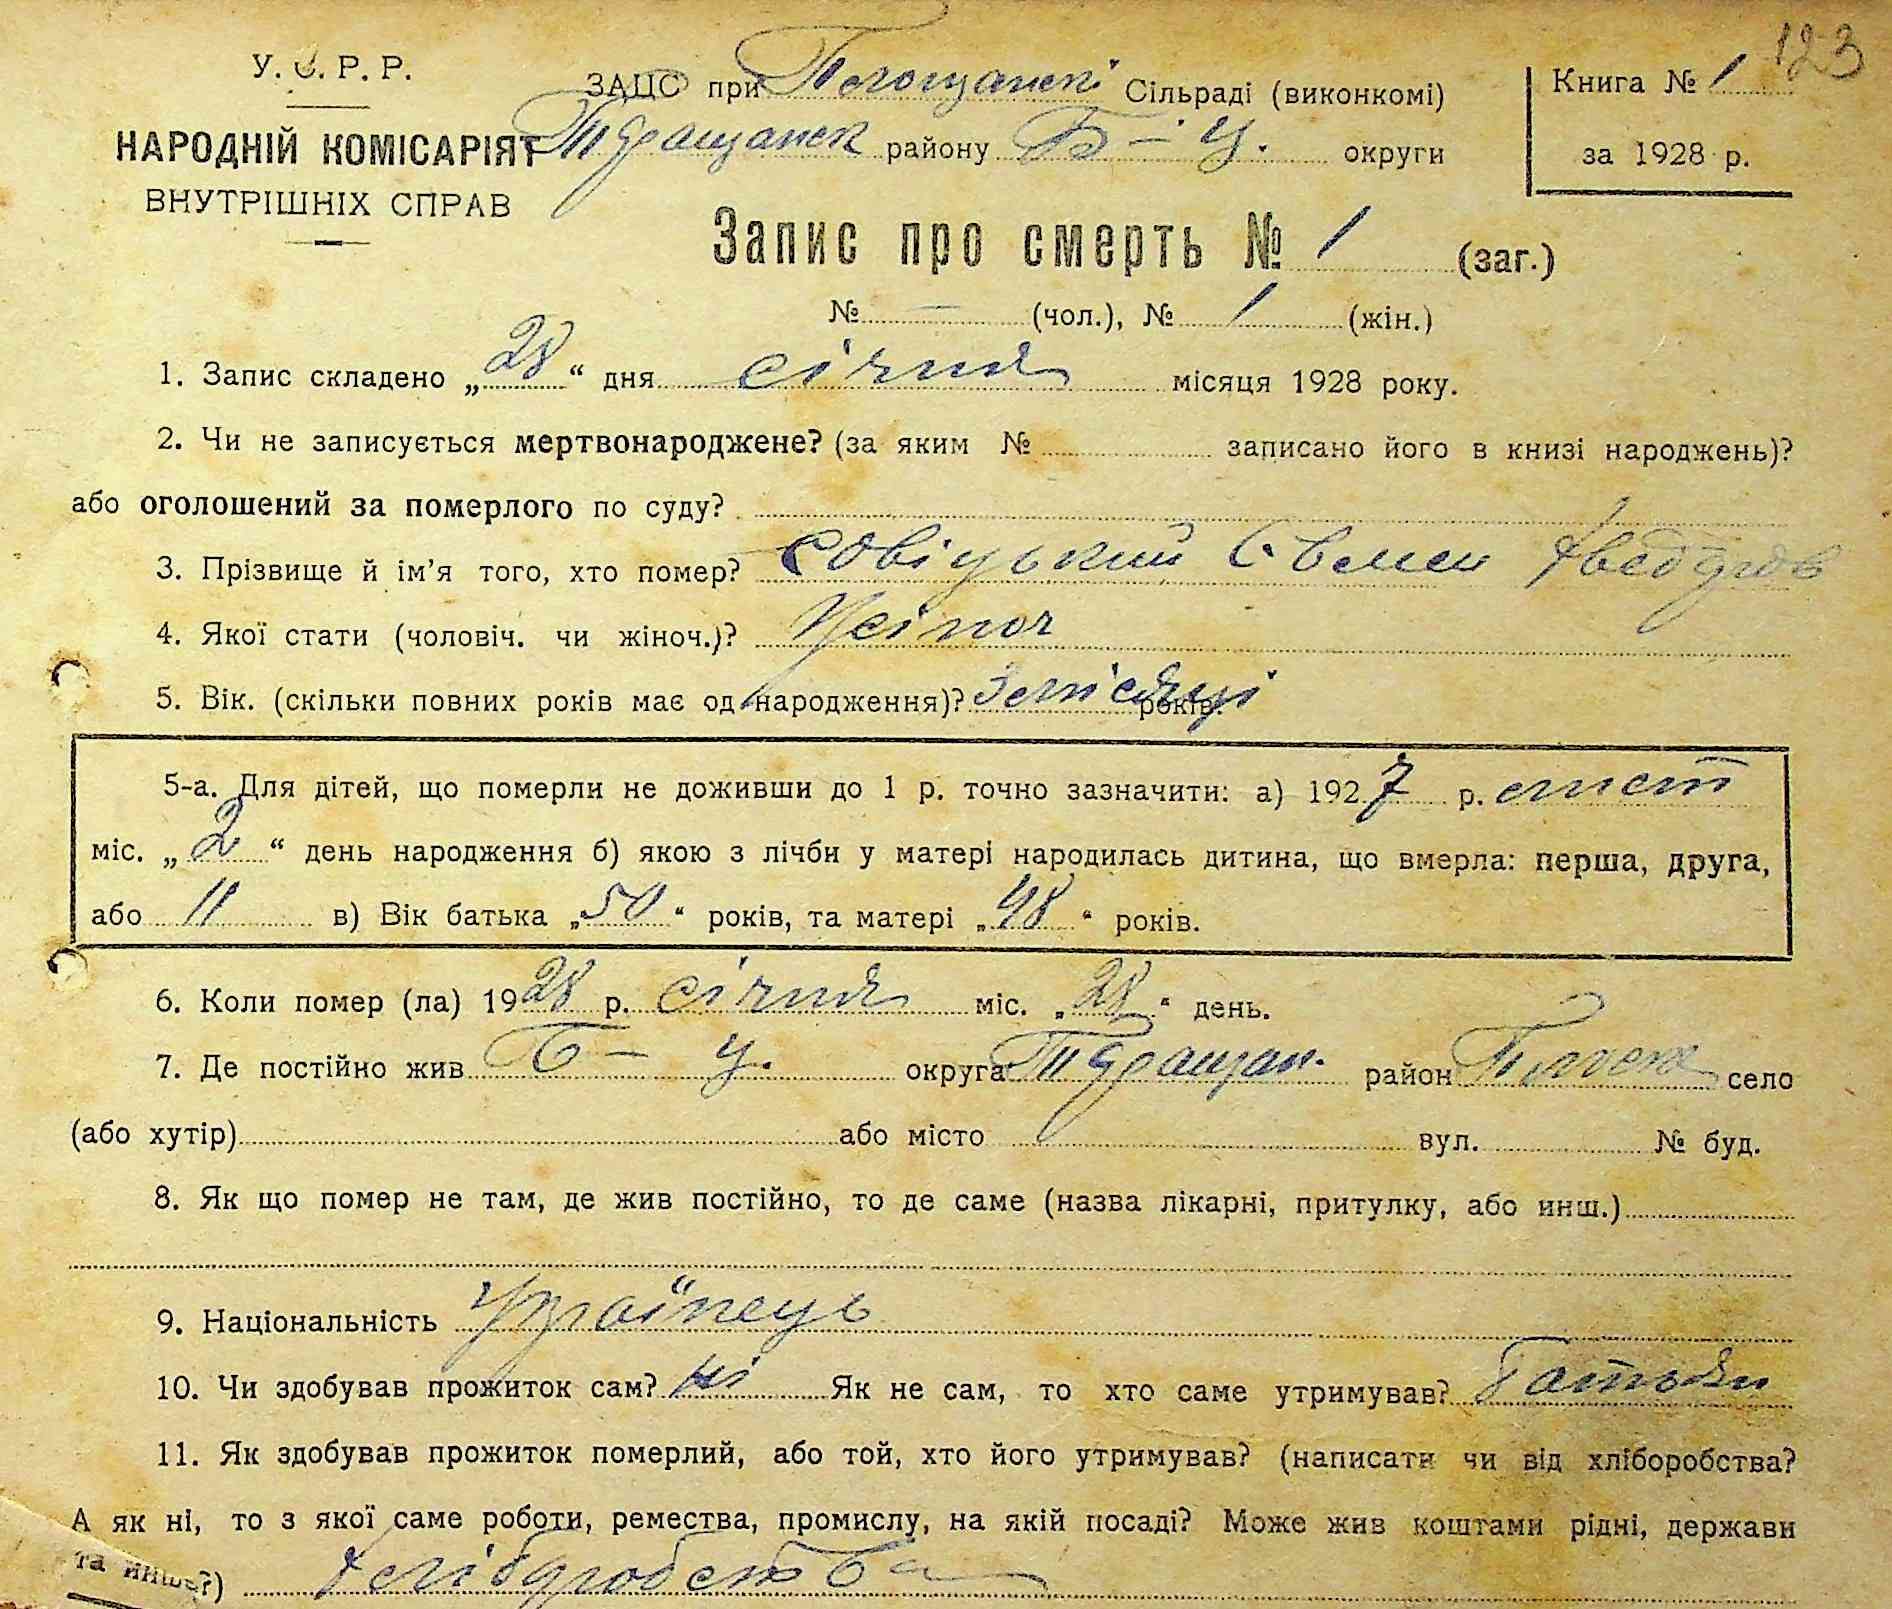 123
У. С. Р. Р.
НАРОДНІЙ КОМІСАРІЯТ
ВНУТРІШНІХ СПРАВ
ЗАЦС при Сільраді (виконкомі)
Таращанск району Б – Ц. округи
Книга № 1
за 1928 р.
Запис про смерть № 1 (заг.)
№ – (чол.), № 1 (жін.)
1. Запис складено „28“ дня січня місяця 1928 року.
2. Чи не записується мертвонароджене? (за яким № записано його в книзі народжень)?
або оголошений за померлого по суду?
3. Прізвище й ім'я того, хто помер?
4. Якої стати (чоловіч. чи жіноч.)? Жіноч
5. Вік. (скільки повних років має од народження)? 3 місяці років.
5-а. Для дітей, що померли не доживши до 1 р. точно зазначити: а) 1927 р. лист
міс. „2“ день народження б) якою з лічби у матері народилась дитина, що вмерла: перша, друга,
або 11 в) Вік батька „50“ років, та матері „48“ років.
6. Коли помер (ла) 1928 р. січня міс. „28“ день.
7. Де постійно жив Б – Ц. округа Таращан. район село
(або хутір) або місто вул. № буд.
8. Як що помер не там, де жив постійно, то де саме (назва лікарні, притулку, або инш.)
9. Національність Українець
10. Чи здобував прожиток сам? ні Як не сам, то хто саме утримував? Батьки
11. Як здобував прожиток померлий, або той, хто його утримував? (написати чи від хліборобства?
А як ні, то з якої саме роботи, ремества, промислу, на якій посаді? Може жив коштами рідні, держави
та инше?) Хліборобства